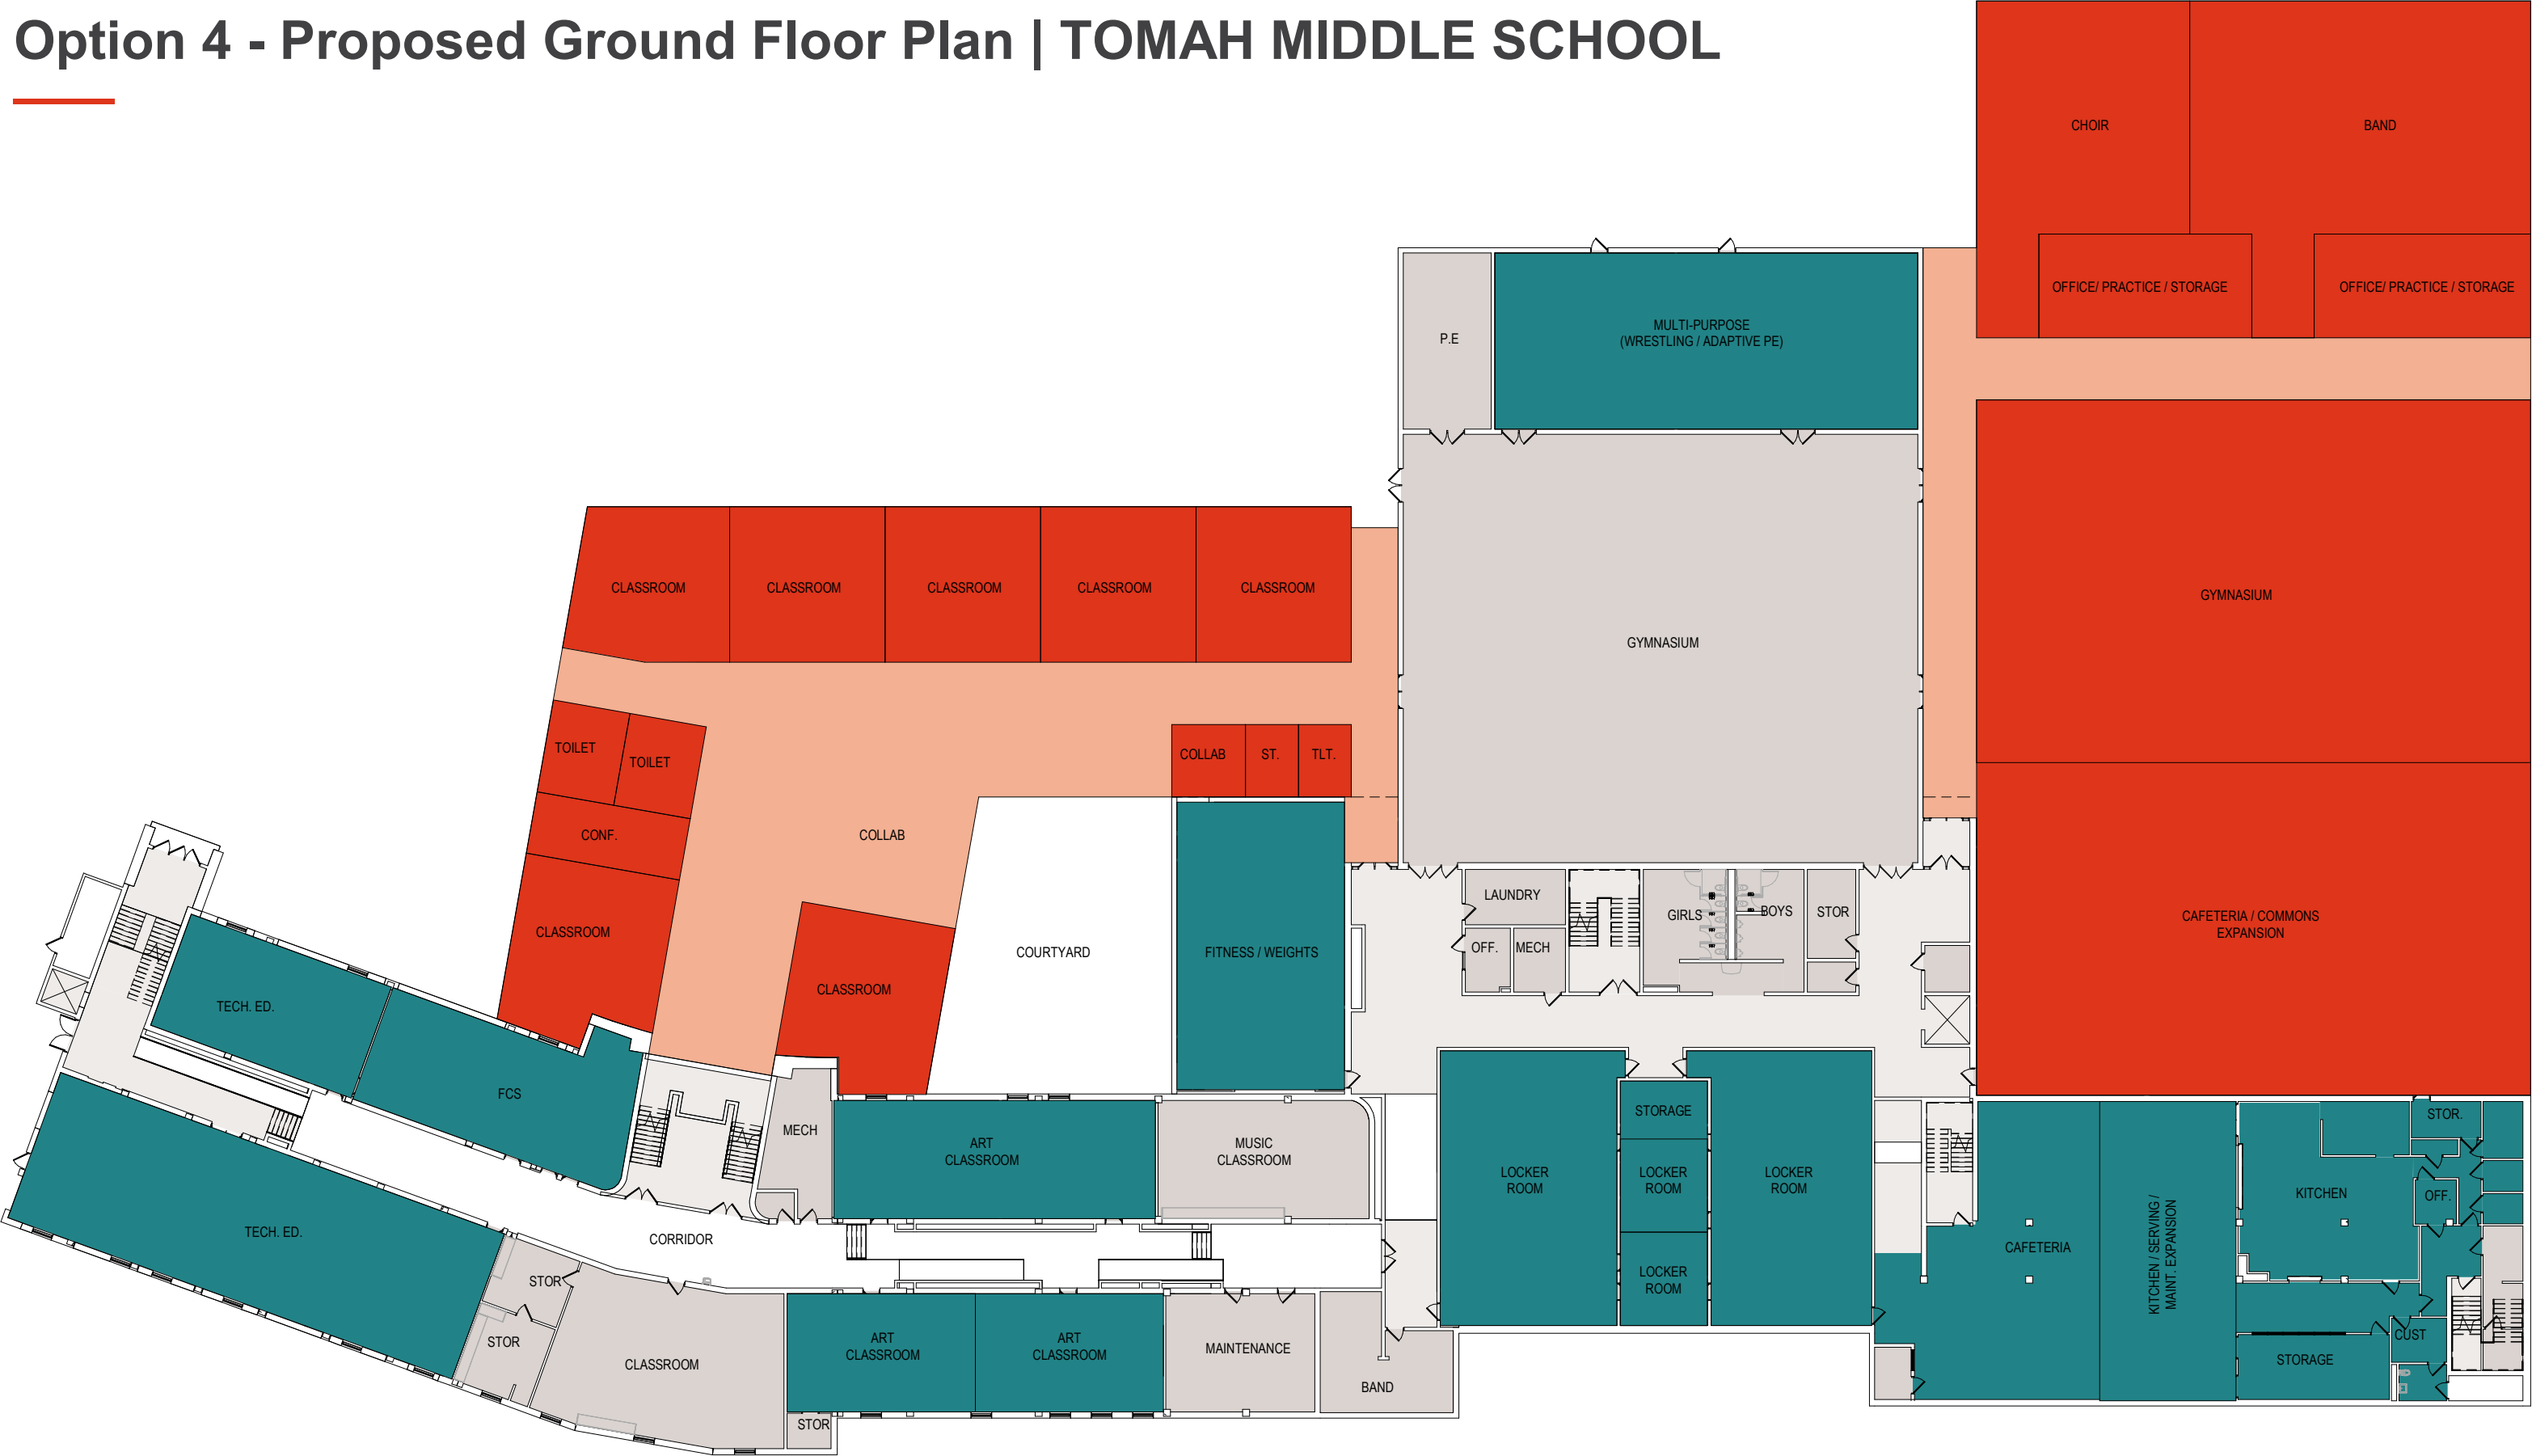 Option 4 - Proposed Ground Floor Plan | TOMAH MIDDLE SCHOOL
CHOIR
BAND
OFFICE/ PRACTICE / STORAGE
OFFICE/ PRACTICE / STORAGE
P.E
MULTI-PURPOSE
(WRESTLING / ADAPTIVE PE)
CLASSROOM
CLASSROOM
CLASSROOM
CLASSROOM
CLASSROOM
GYMNASIUM
GYMNASIUM
TOILET
TOILET
COLLAB
ST.
TLT.
CONF.
COLLAB
CLASSROOM
CLASSROOM
COURTYARD
FITNESS / WEIGHTS
LAUNDRY
OFF.
MECH
GIRLS
BOYS
STOR
CAFETERIA / COMMONS
EXPANSION
TECH. ED.
FCS
TECH. ED.
MECH
ART
CLASSROOM
MUSIC
CLASSROOM
CORRIDOR
STOR
STOR
CLASSROOM
STOR
ART
CLASSROOM
ART
CLASSROOM
MAINTENANCE
BAND
LOCKER
ROOM
STORAGE
LOCKER
ROOM
LOCKER
ROOM
LOCKER
ROOM
CAFETERIA
KITCHEN / SERVING /
MAINT. EXPANSION
KITCHEN
STOR.
OFF.
CUST
STORAGE